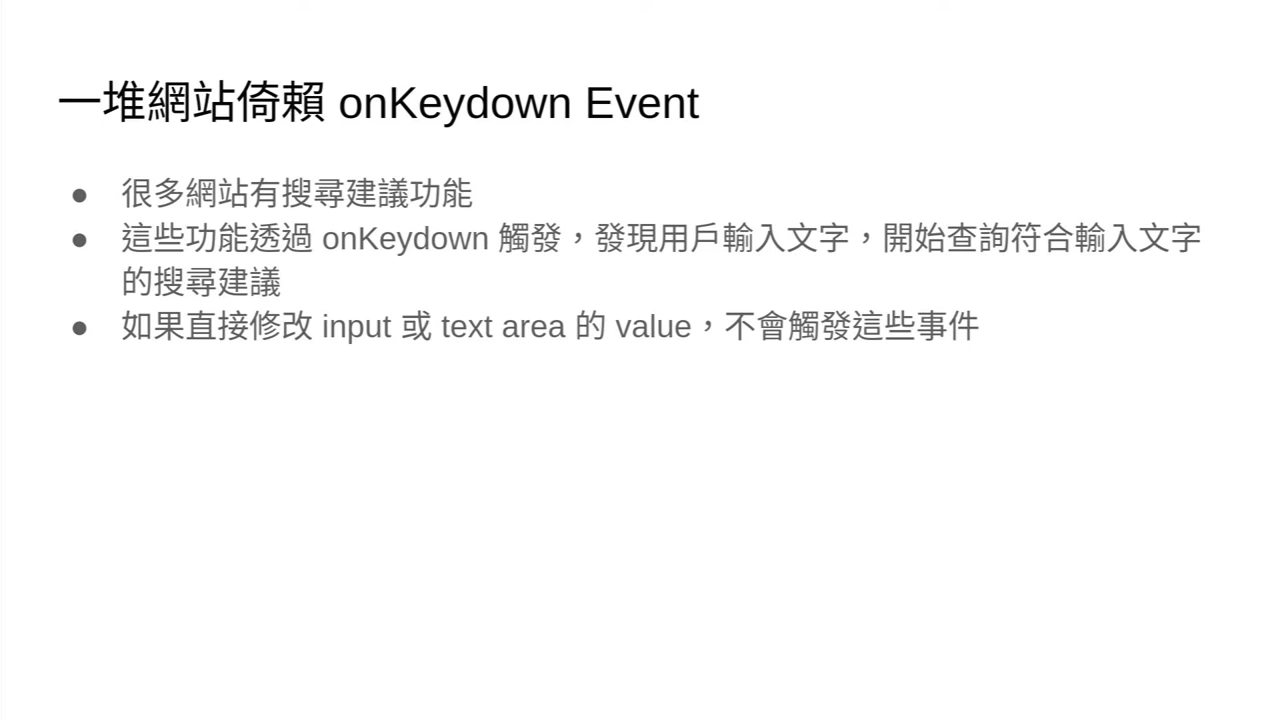 一堆網站倚賴 onKeydown Event
● 很多網站有搜尋建議功能
● 這些功能透過 onKeydown 觸發，發現用戶輸入文字，開始查詢符合輸入文字
的搜尋建議
● 如果直接修改 input 或 text area 的 value，不會觸發這些事件